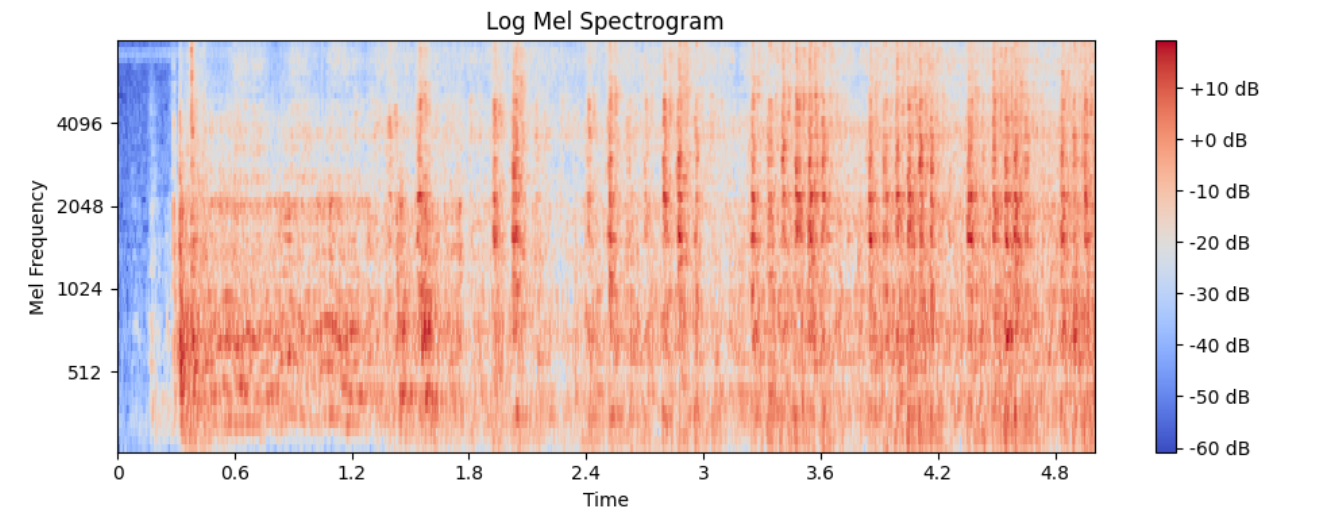 Log Mel Spectrogram
Mel Frequency
4096
2048
1024
512
0 0.6 1.2 1.8 2.4 3 3.6 4.2 4.8
Time
+10 dB
+0 dB
-10 dB
-20 dB
-30 dB
-40 dB
-50 dB
-60 dB